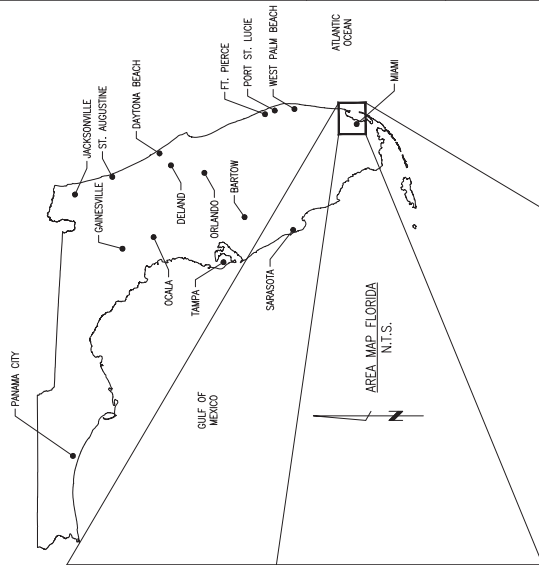 PANAMA CITY
JACKSONVILLE
ST. AUGUSTINE
GAINESVILLE
DAYTONA BEACH
OCALA
DELAND
ORLANDO
TAMPA
BARTOW
FT. PIERCE
PORT ST. LUCIE
WEST PALM BEACH
SARASOTA
GULF OF
MEXICO
ATLANTIC
OCEAN
MIAMI
AREA MAP FLORIDA
N.T.S.
N